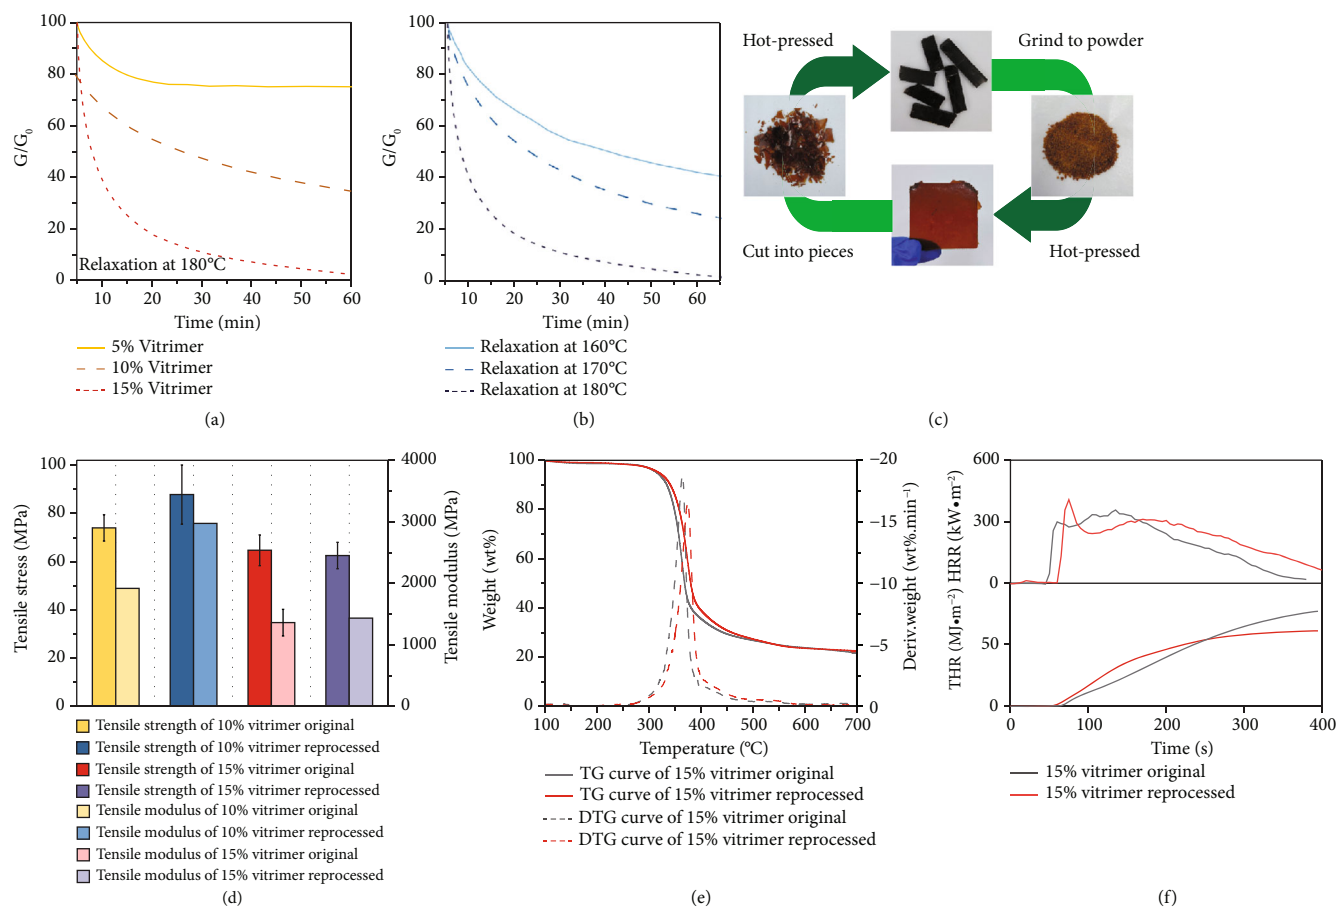 100
80
60
40
20
0
G/G0
Relaxation at 180°C
10
20
30
40
50
60
Time (min)
5% Vitrimer
10% Vitrimer
15% Vitrimer
(a)
100
80
60
40
20
0
G/G0
10
20
30
40
50
60
Time (min)
Relaxation at 160°C
Relaxation at 170°C
Relaxation at 180°C
(b)
Hot-pressed
Grind to powder
Cut into pieces
Hot-pressed
(c)
100
80
60
40
20
0
Tensile stress (MPa)
4000
3000
2000
1000
0
Tensile modulus (MPa)
Tensile strength of 10% vitrimer original
Tensile strength of 10% vitrimer reprocessed
Tensile strength of 15% vitrimer original
Tensile strength of 15% vitrimer reprocessed
Tensile modulus of 10% vitrimer original
Tensile modulus of 10% vitrimer reprocessed
Tensile modulus of 15% vitrimer original
Tensile modulus of 15% vitrimer reprocessed
(d)
100
80
60
40
20
0
Weight (wt%)
−20
−15
−10
−5
0
Deriv.weight (wt%.min−1)
100
200
300
400
500
600
700
Temperature (°C)
TG curve of 15% vitrimer original
TG curve of 15% vitrimer reprocessed
DTG curve of 15% vitrimer original
DTG curve of 15% vitrimer reprocessed
(e)
600
300
0
50
0
THR (MJ•m−2) HRR (kW•m−2)
0
100
200
300
400
Time (s)
15% vitrimer original
15% vitrimer reprocessed
(f)